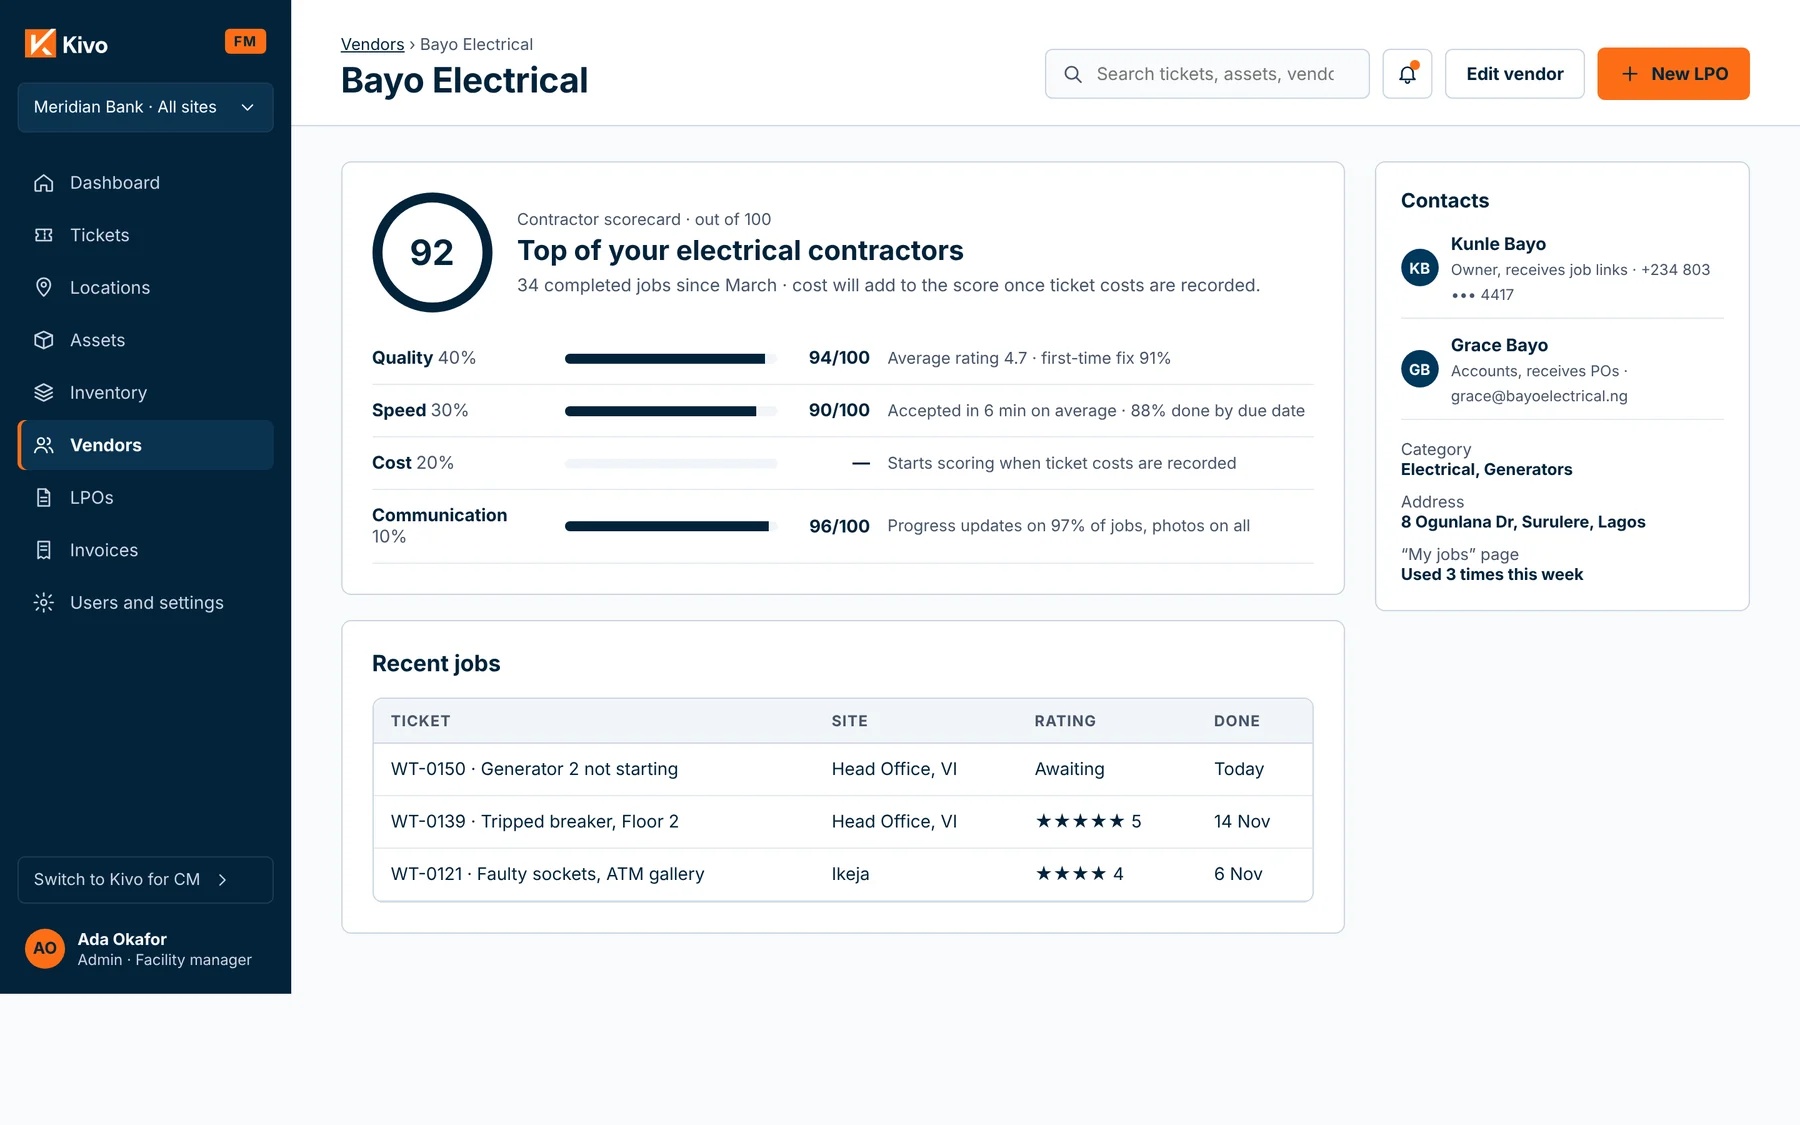 Kivo
FM
Meridian Bank · All sites
Dashboard
Tickets
Locations
Assets
Inventory
Vendors
LPOs
Invoices
Users and settings
Switch to Kivo for CM
AO
Ada Okafor
Admin · Facility manager
Vendors › Bayo Electrical
Bayo Electrical
Search tickets, assets, vendo
Edit vendor
New LPO
92
Contractor scorecard · out of 100
Top of your electrical contractors
34 completed jobs since March · cost will add to the score once ticket costs are recorded.
Quality 40% 94/100 Average rating 4.7 · first-time fix 91%
Speed 30% 90/100 Accepted in 6 min on average · 88% done by due date
Cost 20% — Starts scoring when ticket costs are recorded
Communication
10%
96/100 Progress updates on 97% of jobs, photos on all
Recent jobs
TICKET SITE RATING DONE
WT-0150 · Generator 2 not starting Head Office, VI Awaiting Today
WT-0139 · Tripped breaker, Floor 2 Head Office, VI ★★★★★ 5 14 Nov
WT-0121 · Faulty sockets, ATM gallery Ikeja ★★★★ 4 6 Nov
Contacts
KB
Kunle Bayo
Owner, receives job links · +234 803
••• 4417
GB
Grace Bayo
Accounts, receives POs ·
grace@bayoelectrical.ng
Category
Electrical, Generators
Address
8 Ogunlana Dr, Surulere, Lagos
“My jobs” page
Used 3 times this week